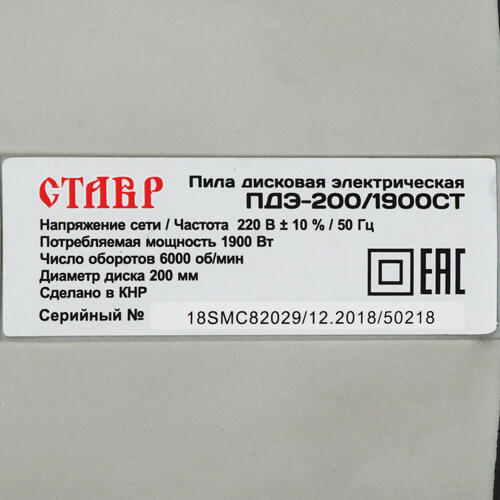 СТАВР
Пила дисковая электрическая
ПДЭ-200/1900СТ
Напряжение сети / Частота 220 В ± 10 % / 50 Гц
Потребляемая мощность 1900 Вт
Число оборотов 6000 об/мин
Диаметр диска 200 мм
Сделано в КНР
EAC
Серийный № 18SMC82029/12.2018/50218